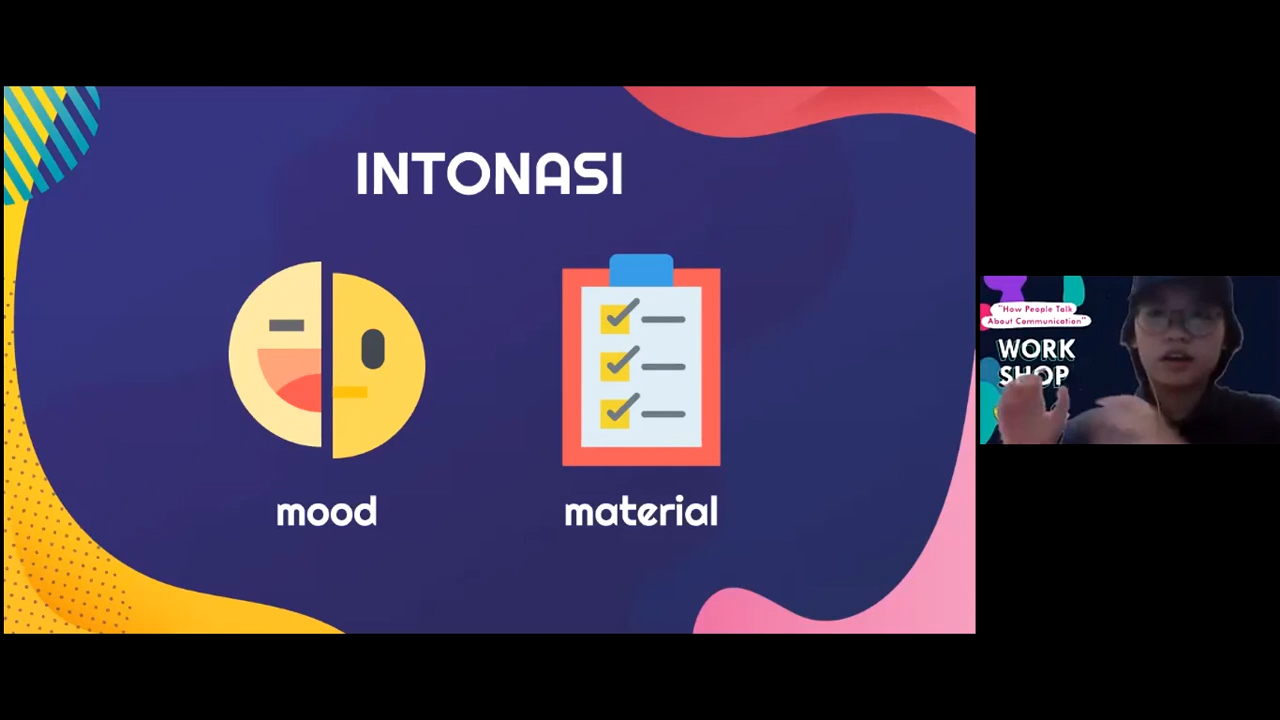 INTONASI
mood
material
"How People Talk
About Communication"
WORK
SHOP